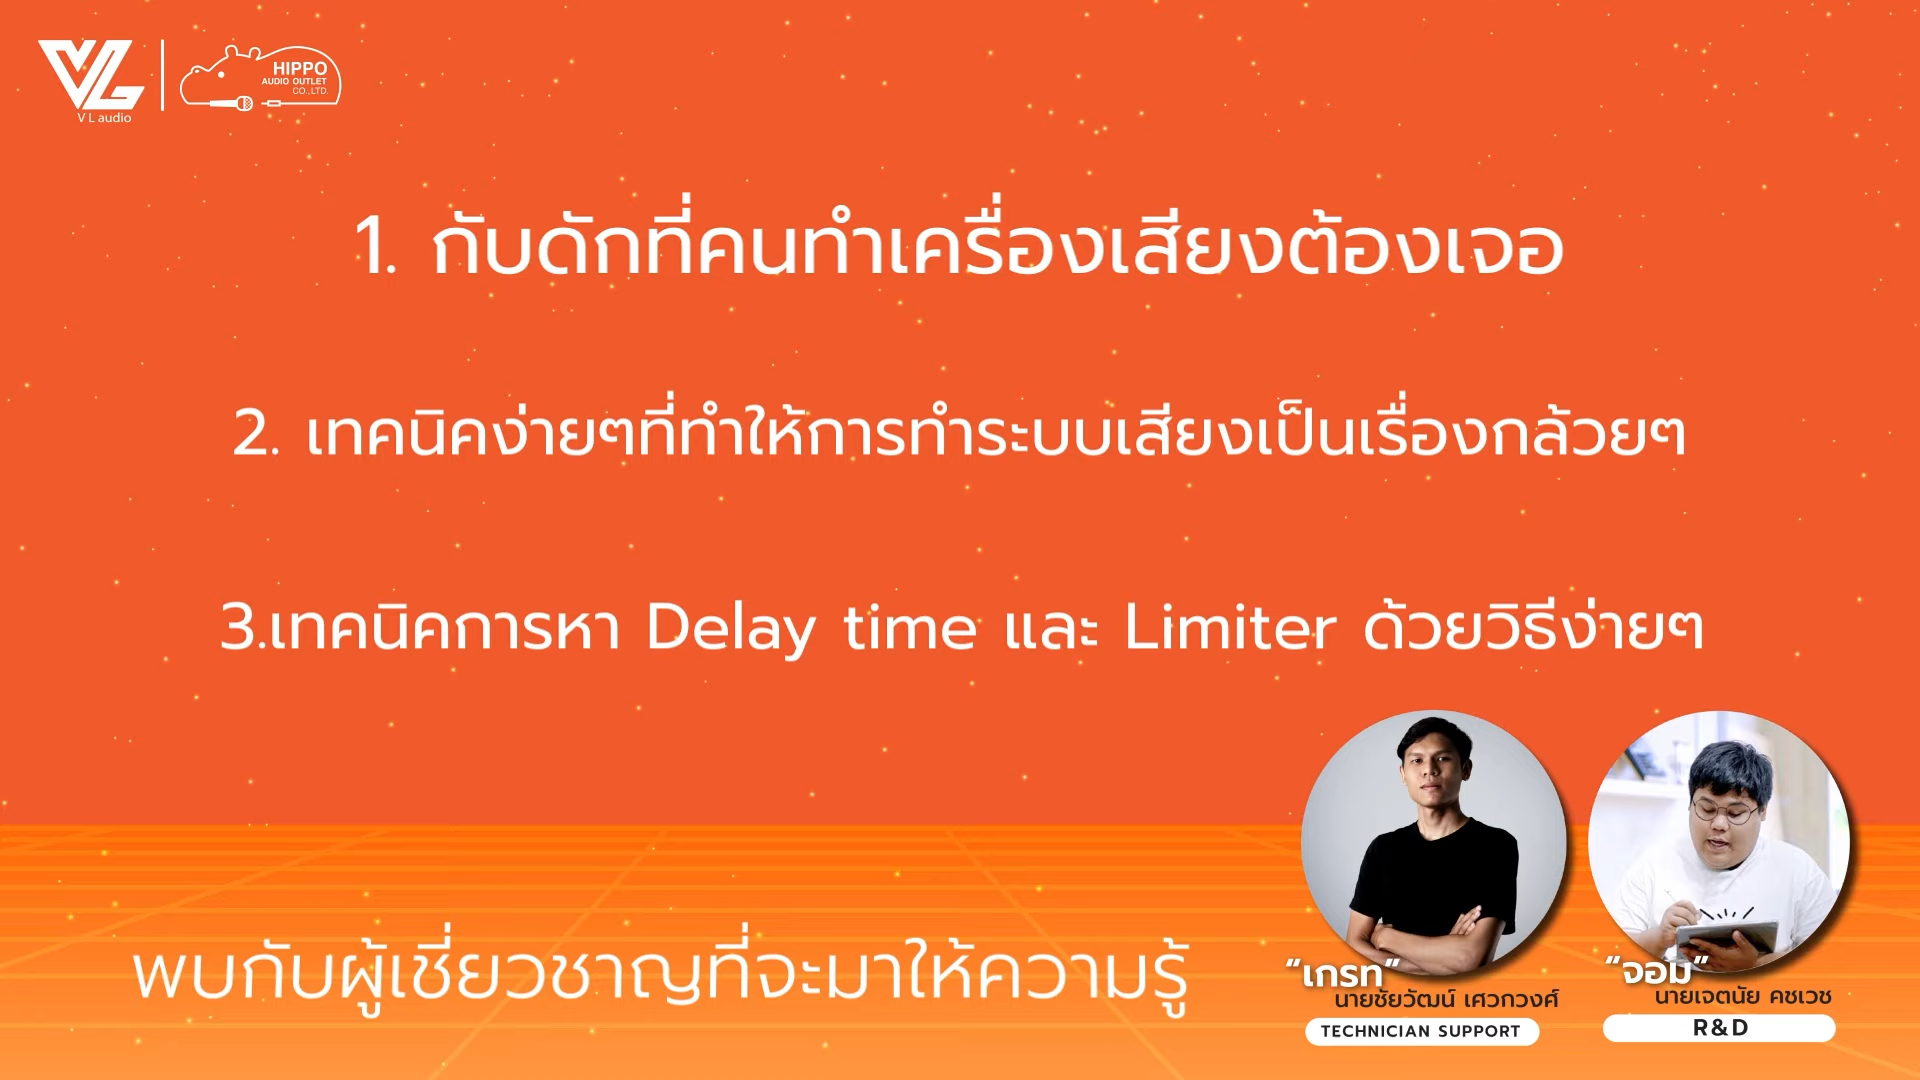 V L audio
HIPPO
AUDIO OUTLET
CO.,LTD.
1. กับดักที่คนทำเครื่องเสียงต้องเจอ
2. เทคนิคง่ายๆที่ทำให้การทำระบบเสียงเป็นเรื่องกล้วยๆ
3.เทคนิคการหา Delay time และ Limiter ด้วยวิธีง่ายๆ
พบกับผู้เชี่ยวชาญที่จะมาให้ความรู้
“เกรท”
นายชัยวัฒน์ เศวกวงศ์
TECHNICIAN SUPPORT
“จอม”
นายเจตนัย คชเวช
R&D